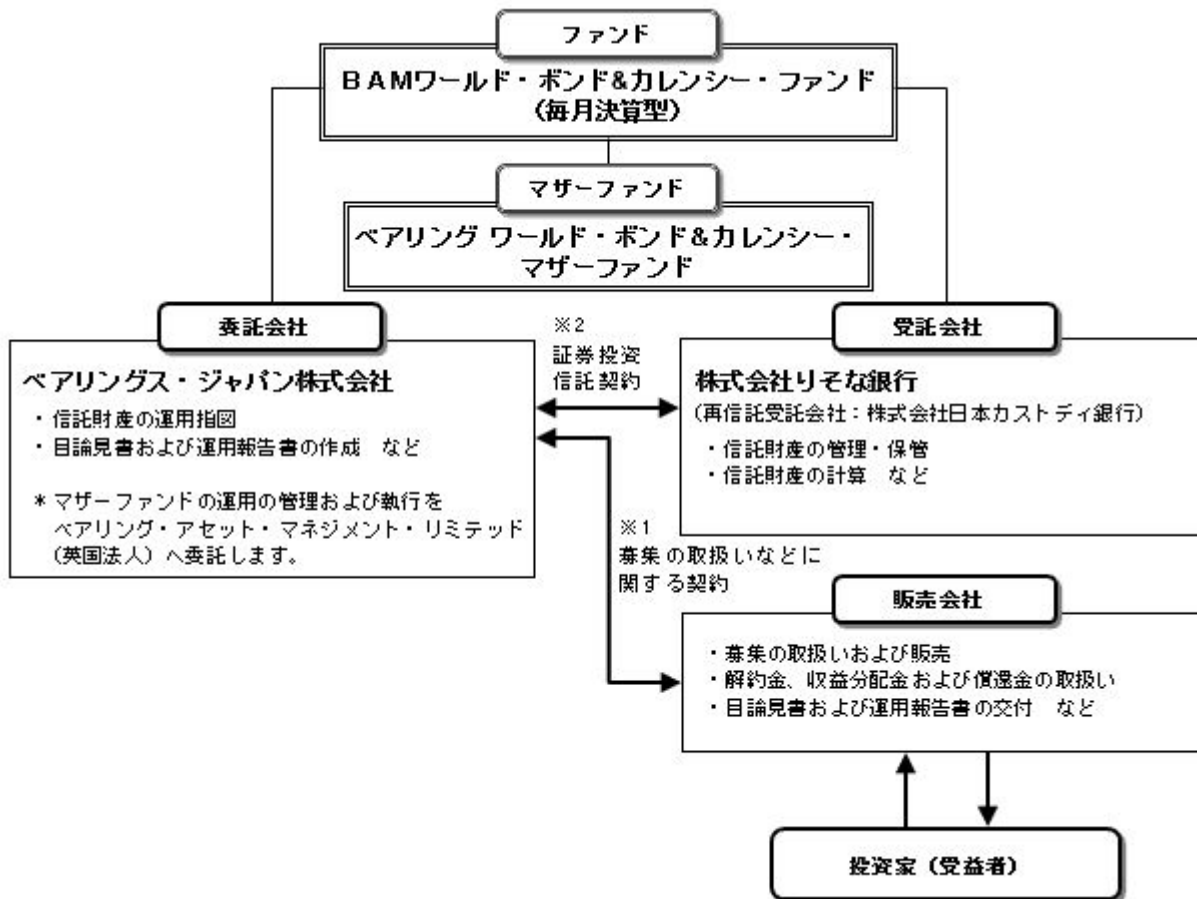 ファンド
BAMワールド・ボンド&カレンシー・ファンド
(毎月決算型)
マザーファンド
ベアリング ワールド・ボンド&カレンシー・
マザーファンド
委託会社
ベアリングス・ジャパン株式会社
・信託財産の運用指図
・目論見書および運用報告書の作成 など
* マザーファンドの運用の管理および執行を
ベアリング・アセット・マネジメント・リミテッド
(英国法人)へ委託します。
※2
証券投資
信託契約
受託会社
株式会社りそな銀行
(再信託受託会社:株式会社日本カストディ銀行)
・信託財産の管理・保管
・信託財産の計算 など
※1
募集の取扱いなどに
関する契約
販売会社
・募集の取扱いおよび販売
・解約金、収益分配金および償還金の取扱い
・目論見書および運用報告書の交付 など
投資家(受益者)